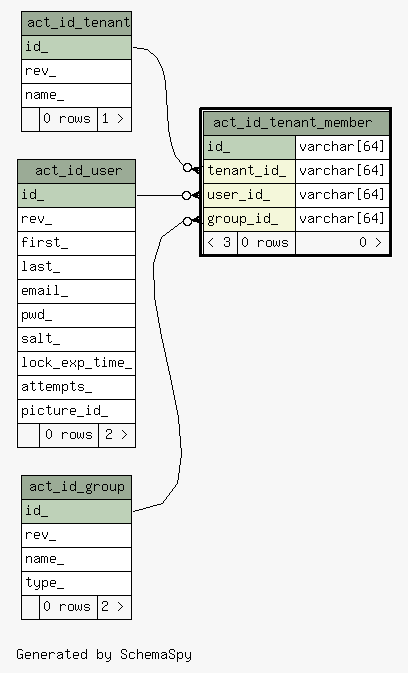 act_id_tenant
id_
rev_
name_
0 rows 1 >
act_id_tenant_member
id_ varchar[64]
tenant_id_ varchar[64]
user_id_ varchar[64]
group_id_ varchar[64]
< 3 0 rows 0 >
act_id_user
id_
rev_
first_
last_
email_
pwd_
salt_
lock_exp_time_
attempts_
picture_id_
0 rows 2 >
act_id_group
id_
rev_
name_
type_
0 rows 2 >
Generated by SchemaSpy